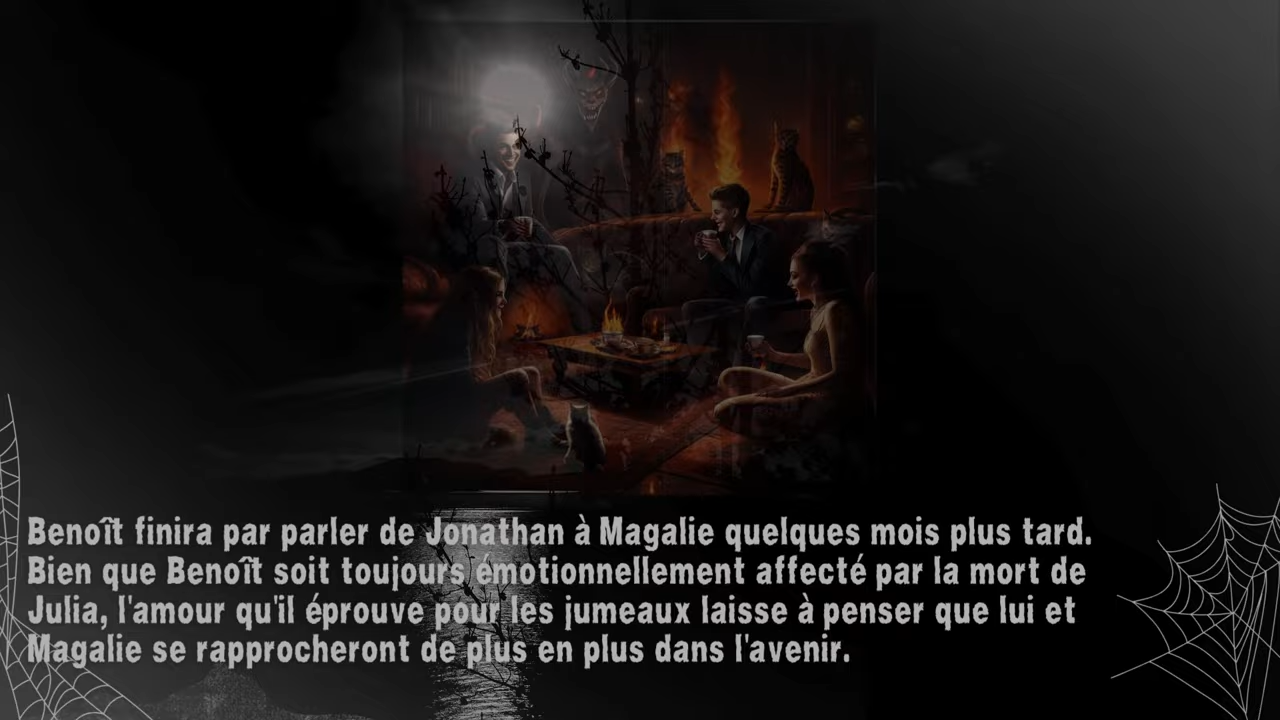 Benoît finira par parler de Jonathan à Magalie quelques mois plus tard.
Bien que Benoît soit toujours émotionnellement affecté par la mort de
Julia, l'amour qu'il éprouve pour les jumeaux laisse à penser que lui et
Magalie se rapprocheront de plus en plus dans l'avenir.